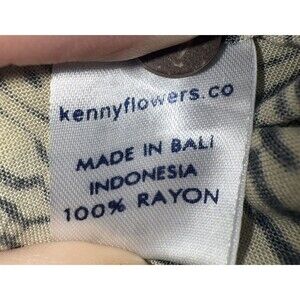 kennyflowers.co
MADE IN BALI
INDONESIA
100% RAYON